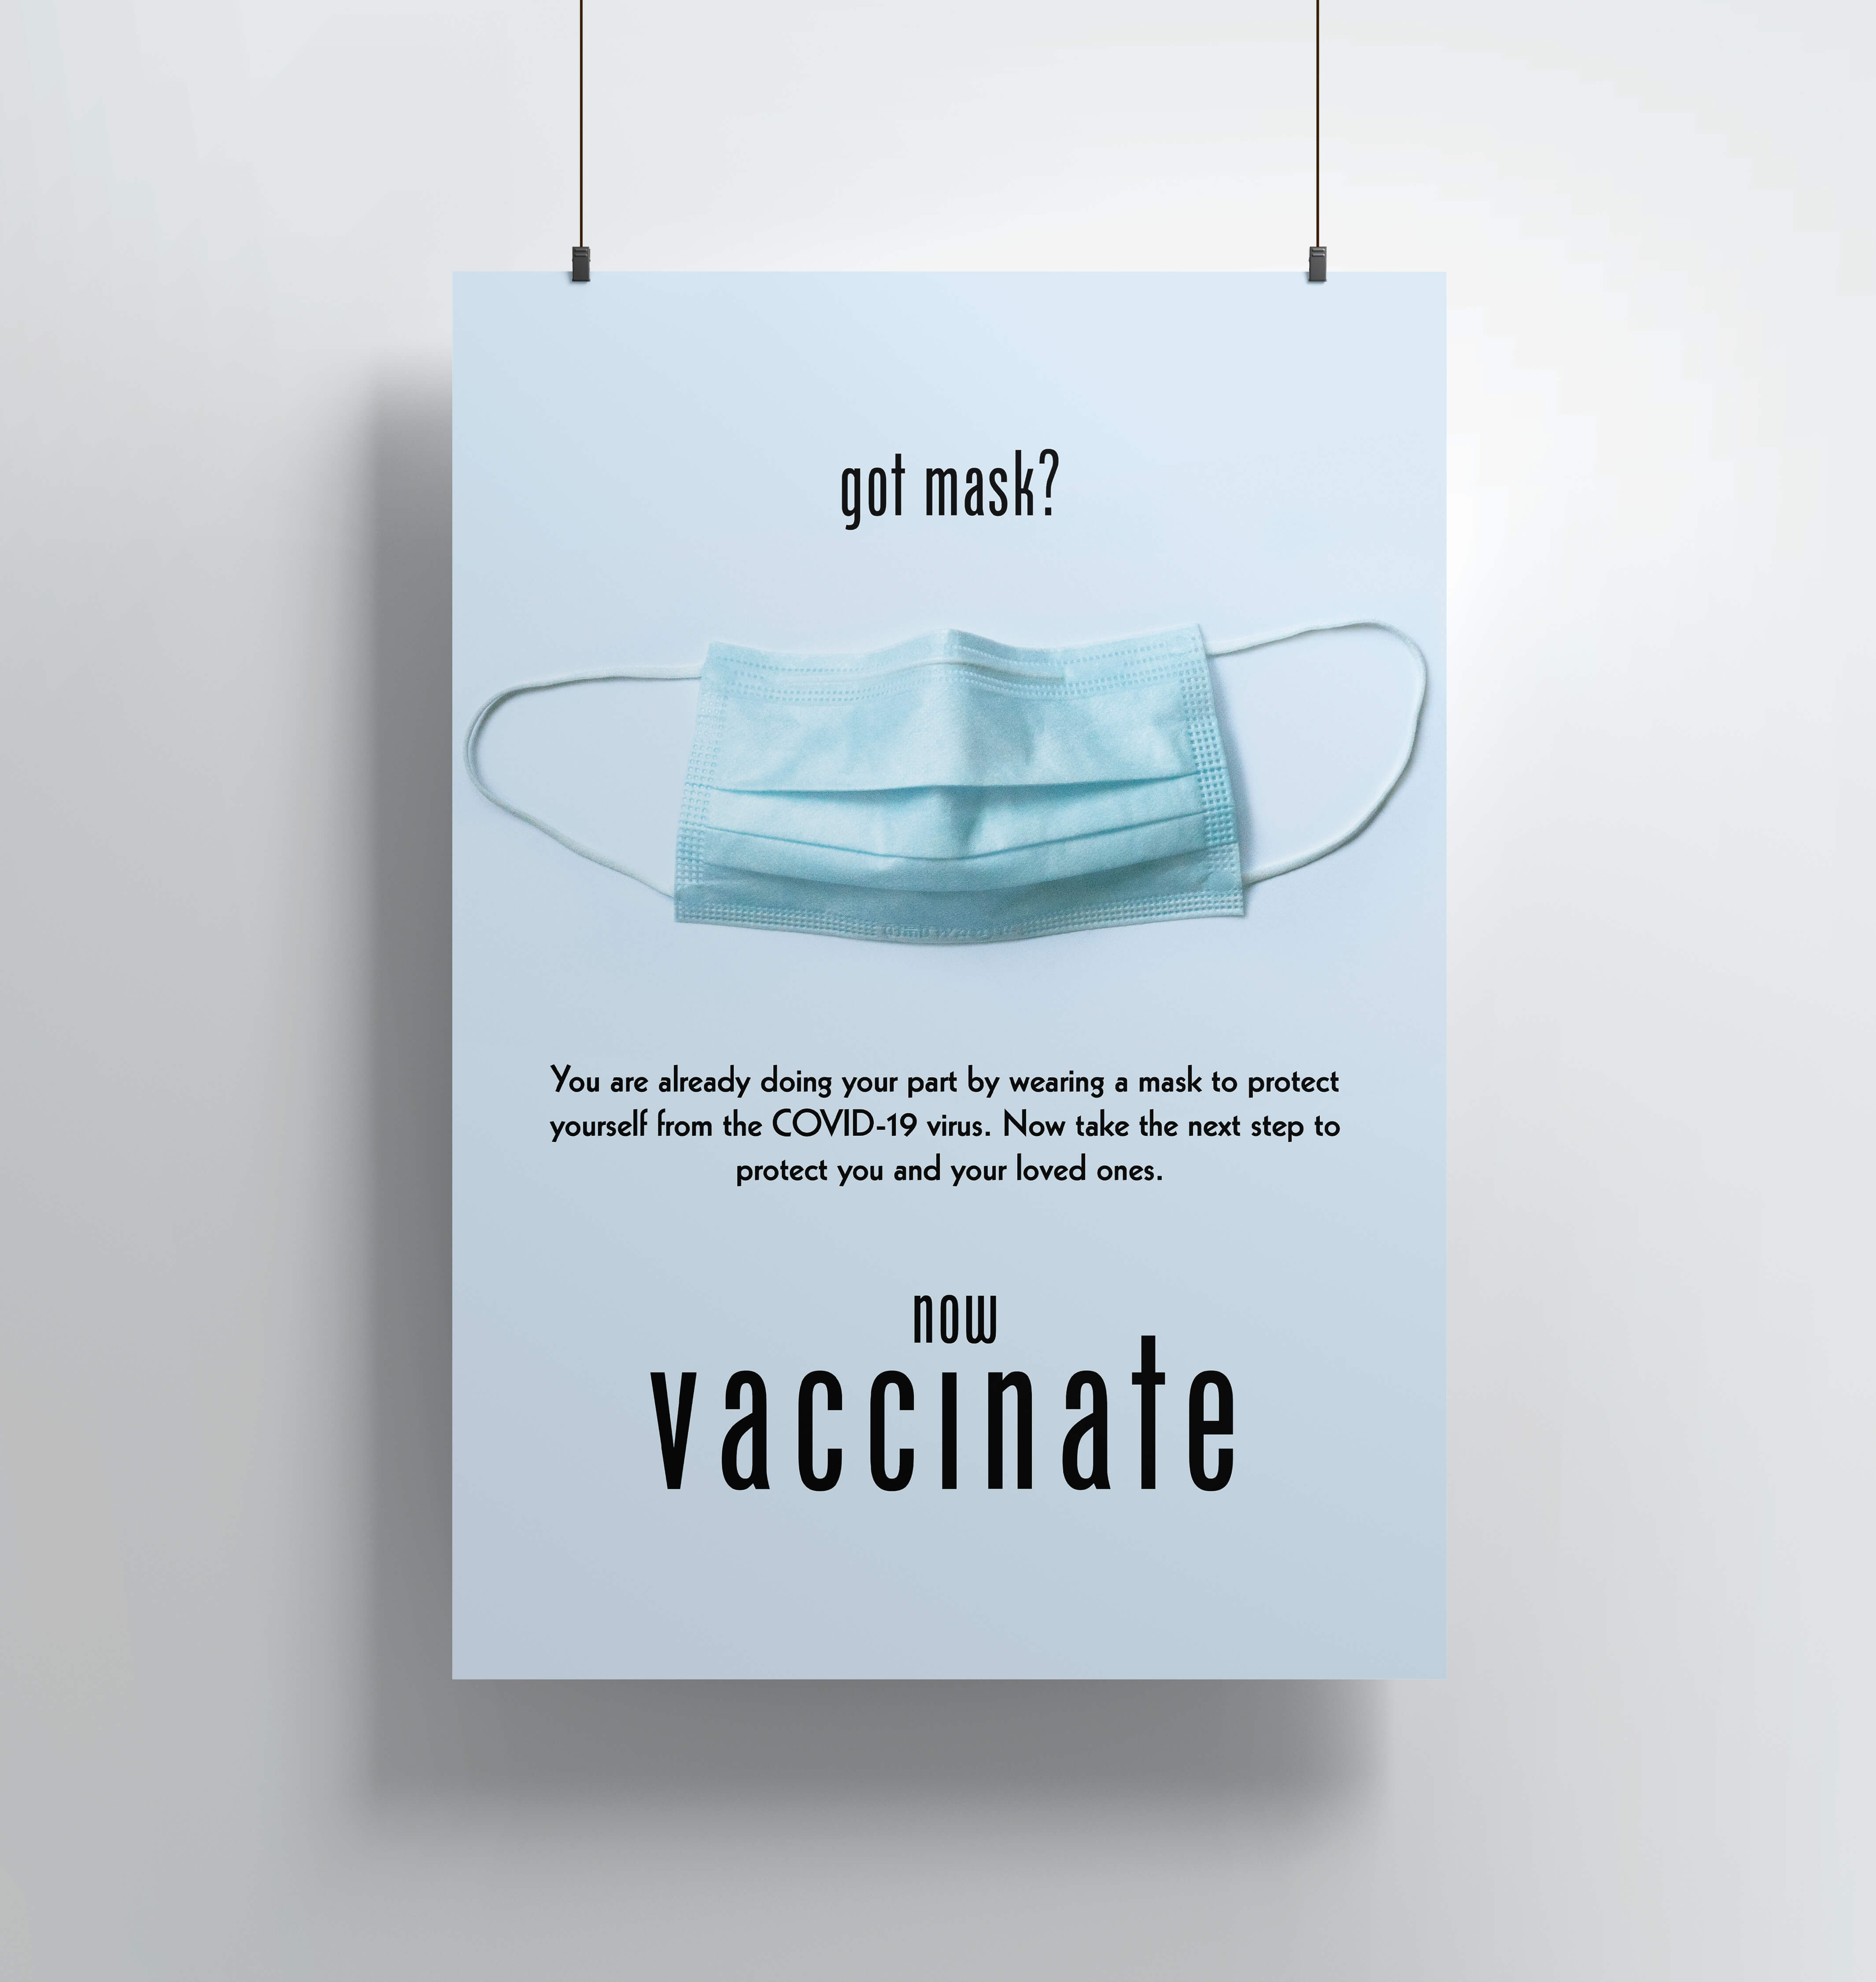 got mask?
You are already doing your part by wearing a mask to protect
yourself from the COVID-19 virus. Now take the next step to
protect you and your loved ones.
now
vaccinate